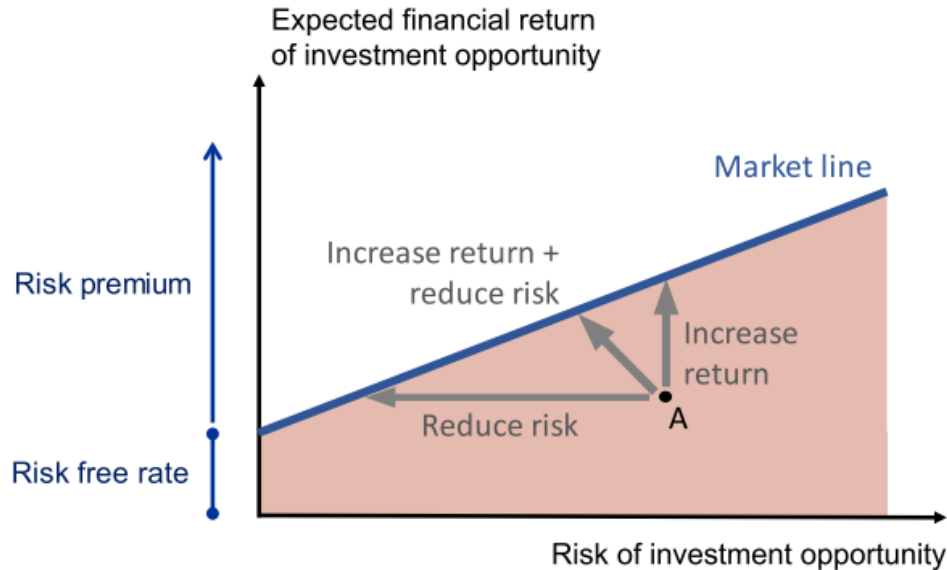 Expected financial return
of investment opportunity
Market line
Increase return +
reduce risk
Risk premium
Increase
return
A
Reduce risk
Risk free rate
Risk of investment opportunity